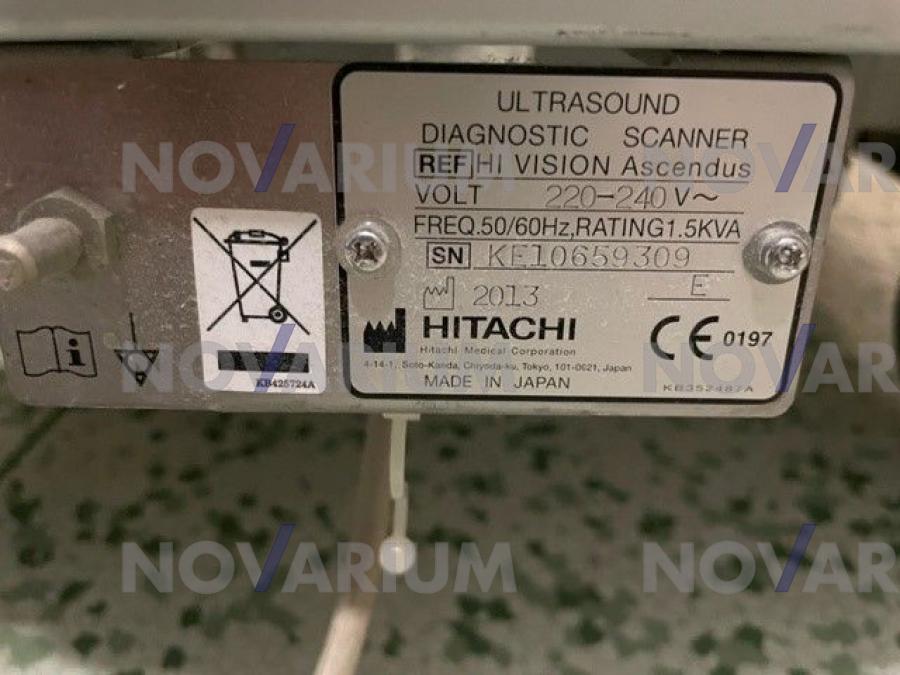 ULTRASOUND
DIAGNOSTIC SCANNER
REF HI VISION Ascendus
VOLT 220-240 V~
FREQ.50/60Hz,RATING1.5KVA
SN KE10659309
2013 E
HITACHI
CE 0197
Hitachi Medical Corporation
4-14-1, Soto-Kanda, Chiyoda-ku, Tokyo, 101-0021, Japan
MADE IN JAPAN
KB352487A
KB425724A
i
NOVARIUM
NOVAR
NOVARIUM
NOVAR
NOVARIUM
NOVAR